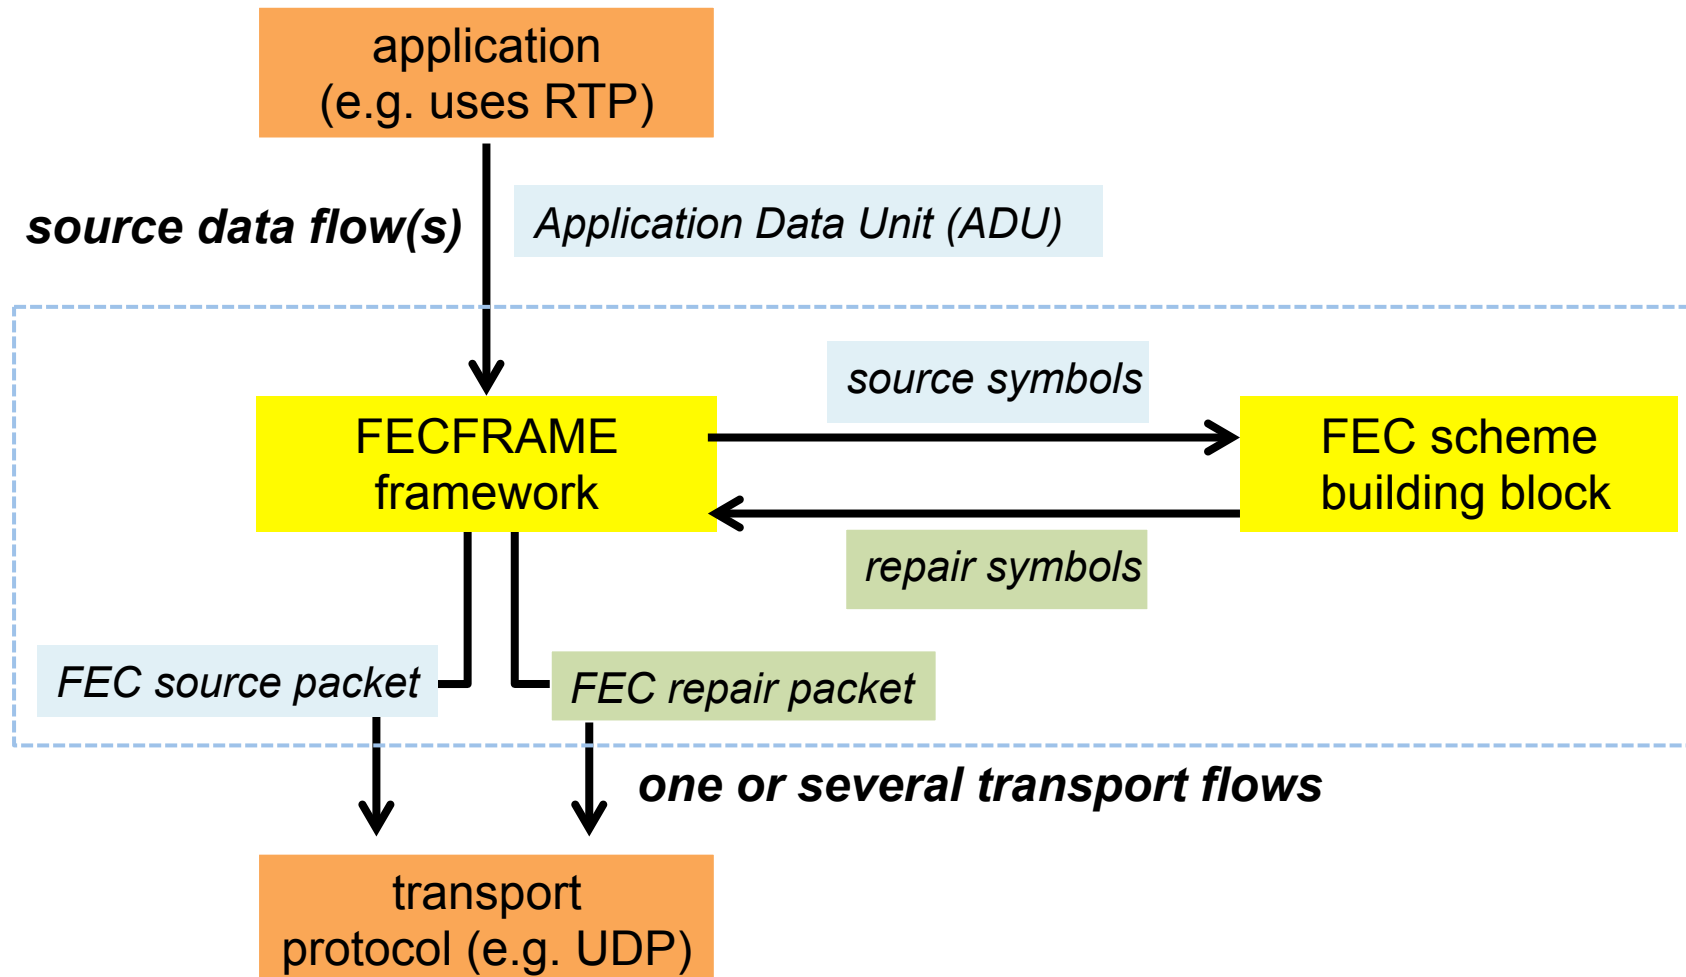 application
(e.g. uses RTP)
source data flow(s)
Application Data Unit (ADU)
source symbols
FECFRAME
framework
FEC scheme
building block
repair symbols
FEC source packet
FEC repair packet
one or several transport flows
transport
protocol (e.g. UDP)